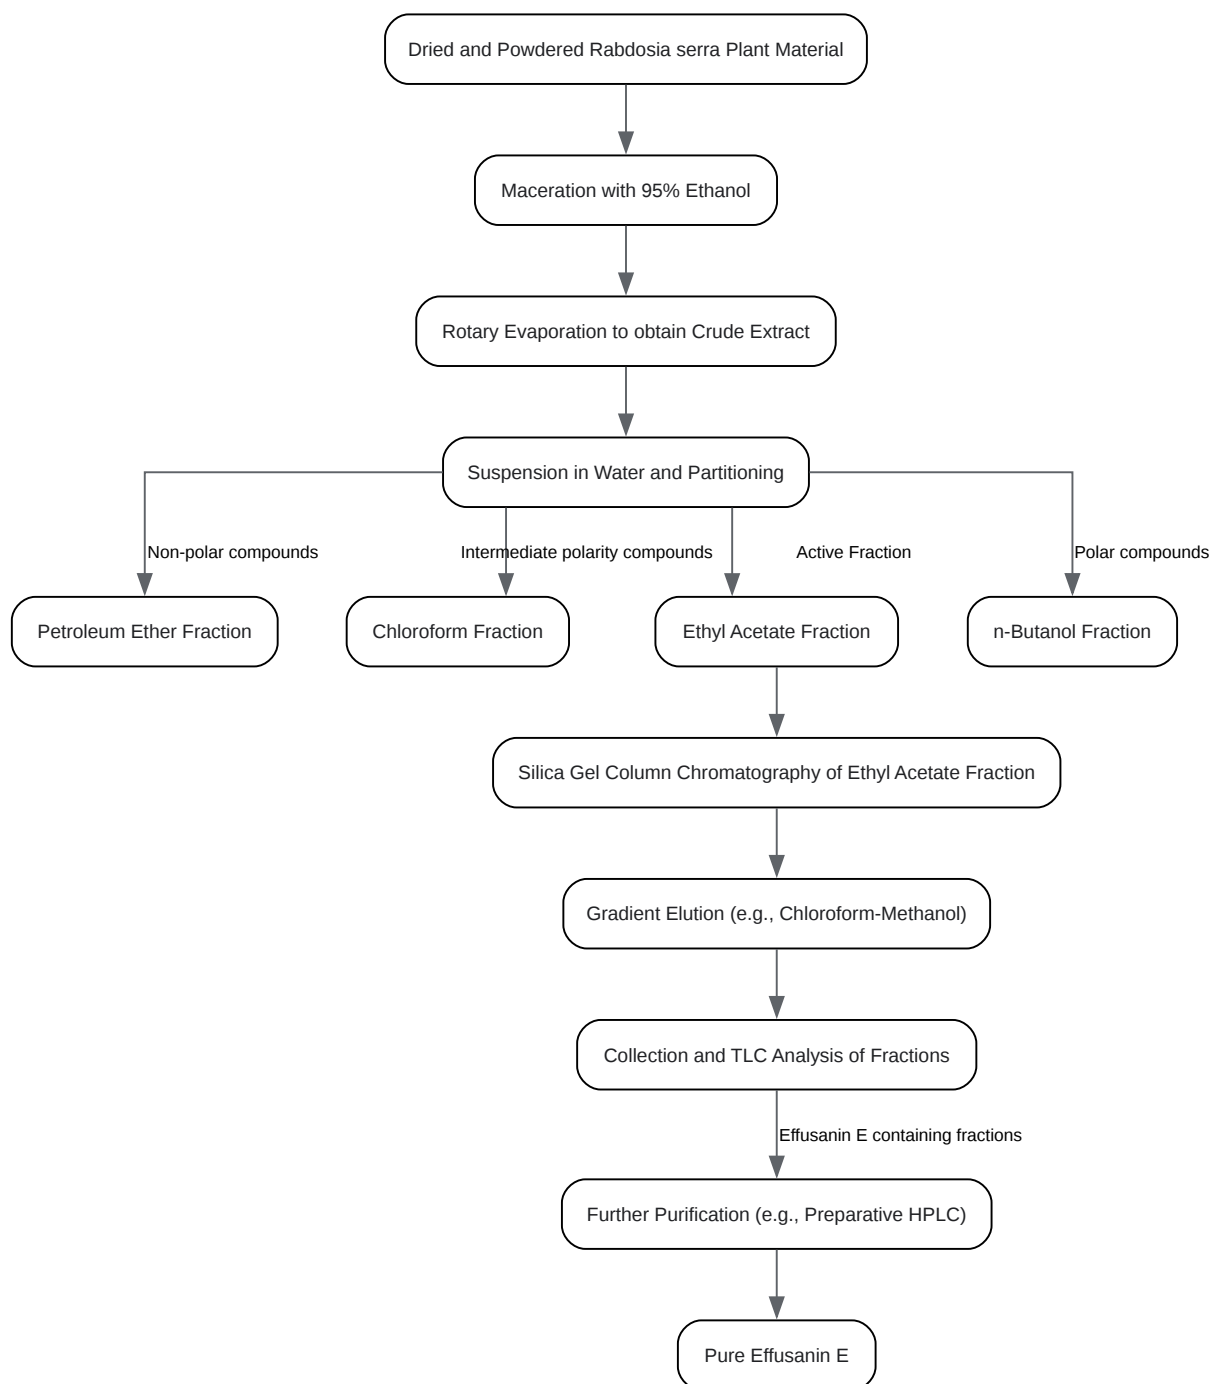 Dried and Powdered Rabdosia serra Plant Material
Maceration with 95% Ethanol
Rotary Evaporation to obtain Crude Extract
Suspension in Water and Partitioning
Non-polar compounds
Intermediate polarity compounds
Active Fraction
Polar compounds
Petroleum Ether Fraction
Chloroform Fraction
Ethyl Acetate Fraction
n-Butanol Fraction
Silica Gel Column Chromatography of Ethyl Acetate Fraction
Gradient Elution (e.g., Chloroform-Methanol)
Collection and TLC Analysis of Fractions
Effusanin E containing fractions
Further Purification (e.g., Preparative HPLC)
Pure Effusanin E